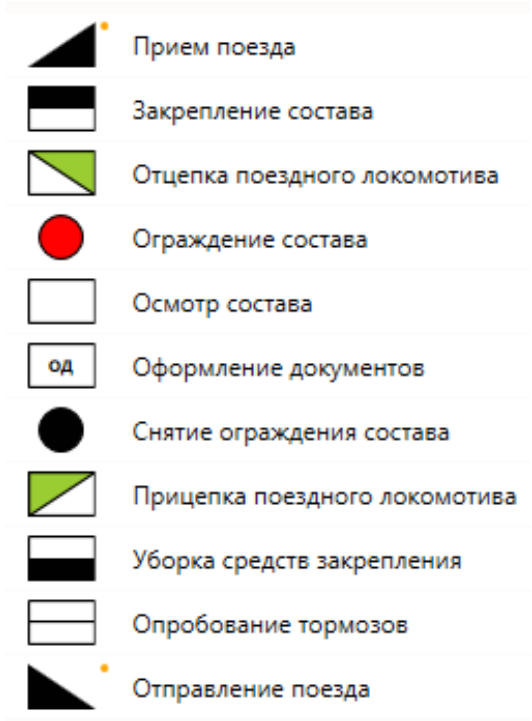 Прием поезда
Закрепление состава
Отцепка поездного локомотива
Ограждение состава
Осмотр состава
ОД Оформление документов
Снятие ограждения состава
Прицепка поездного локомотива
Уборка средств закрепления
Опробование тормозов
Отправление поезда